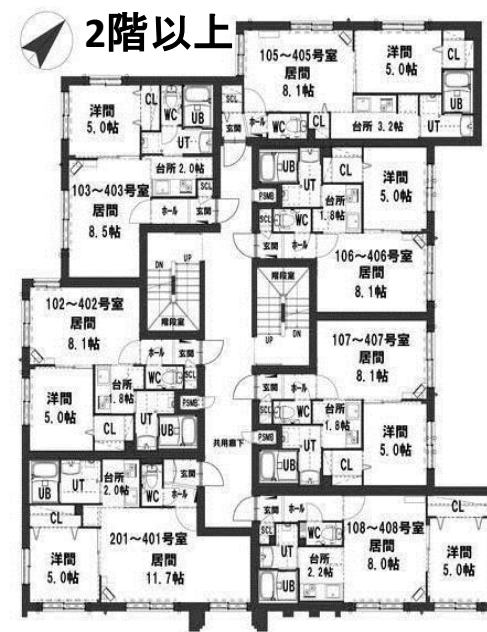 2階以上
105～405号室
居間
8.1帖
洋間
5.0帖
CL
UB
SCL
玄関
ホール
WC
CL
台所 3.2帖
UT
洋間
5.0帖
CL
WC
UB
UT
台所 2.0帖
103～403号室
居間
8.5帖
SCL
ホール
玄関
UB
UT
CL
洋間
5.0帖
PSMB
台所
1.8帖
SCL
WC
玄関
ホール
106～406号室
居間
8.1帖
DN
UP
階段室
階段室
UP
DN
102～402号室
居間
8.1帖
ホール
玄関
WC
SCL
洋間
5.0帖
台所
1.8帖
UT
PSMB
CL
UB
107～407号室
居間
8.1帖
玄関
ホール
SCL
WC
台所
1.8帖
洋間
5.0帖
PSMB
UT
UB
CL
共用廊下
UB
UT
台所
2.0帖
WC
玄関
ホール
CL
洋間
5.0帖
201～401号室
居間
11.7帖
玄関
ホール
SCL
WC
UT
台所
2.2帖
UB
108～408号室
居間
8.0帖
CL
洋間
5.0帖